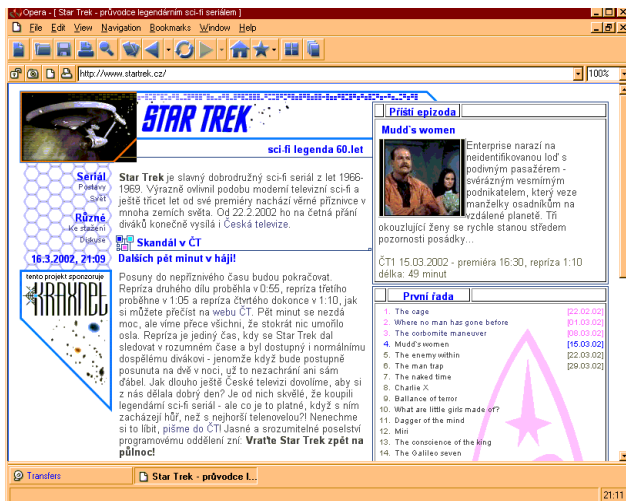 Opera - [ Star Trek - průvodce legendárním sci-fi seriálem ]
File Edit View Navigation Bookmarks Window Help
http://www.startrek.cz/
100%
STAR TREK
sci-fi legenda 60.let
Seriál
Postavy
Svět
Různé
Ke stažení
Diskuse
16.3.2002, 21:09
tento projekt sponzoruje
KRAXNET
Star Trek je slavný dobrodružný sci-fi seriál z let 1966-
1969. Výrazně ovlivnil podobu moderní televizní sci-fi a
ještě třicet let od své premiéry nachází věrné příznivce v
mnoha zemích světa. Od 22.2.2002 ho na četná přání
diváků konečně vysílá i Česká televize.
Skandál v ČT
Dalších pět minut v háji!
Posuny do nepříznivého času budou pokračovat.
Repríza druhého dílu proběhla v 0:55, repríza třetího
proběhne v 1:05 a repríza čtvrtého dokonce v 1:10, jak
si můžete přečíst na webu ČT. Pět minut se nezdá
moc, ale víme přece všichni, že stokrát nic umořilo
osla. Repríza je jediný čas, kdy se Star Trek dal
sledovat v rozumném čase a byl dostupný i normálnímu
dospělému divákovi - jenomže když bude postupně
posunuta na dvě v noci, už to nezachrání ani sám
ďábel. Jak dlouho ještě České televizi dovolíme, aby si
z nás dělala dobrý den? Je od nich skvělé, že koupili
legendární sci-fi seriál - ale co je to platné, když s ním
zacházejí hůř, než s nejhorší telenovelou?! Nenechme
si to líbit, pišme do ČT! Jasné a srozumitelné poselství
programovému oddělení zní: Vraťte Star Trek zpět na
půlnoc!
Příští epizoda
Mudd's women
Enterprise narazí na
neidentifikovanou loď s
podivným pasažérem -
svérázným vesmírným
podnikatelem, který veze
manželky osadníkům na
vzdálené planetě. Tři
okouzlující ženy se rychle stanou středem
pozornosti posádky...
ČT1 15.03.2002 - premiéra 16:30, repríza 1:10
délka: 49 minut
První řada
1. The cage [22.02.02]
2. Where no man has gone before [01.03.02]
3. The corbomite maneuver [08.03.02]
4. Mudd's women [15.03.02]
5. The enemy within [22.03.02]
6. The man trap [29.03.02]
7. The naked time
8. Charlie X
9. Ballance of terror
10. What are little girls made of?
11. Dagger of the mind
12. Miri
13. The conscience of the king
14. The Galileo seven
Transfers
Star Trek - průvodce l...
21:11